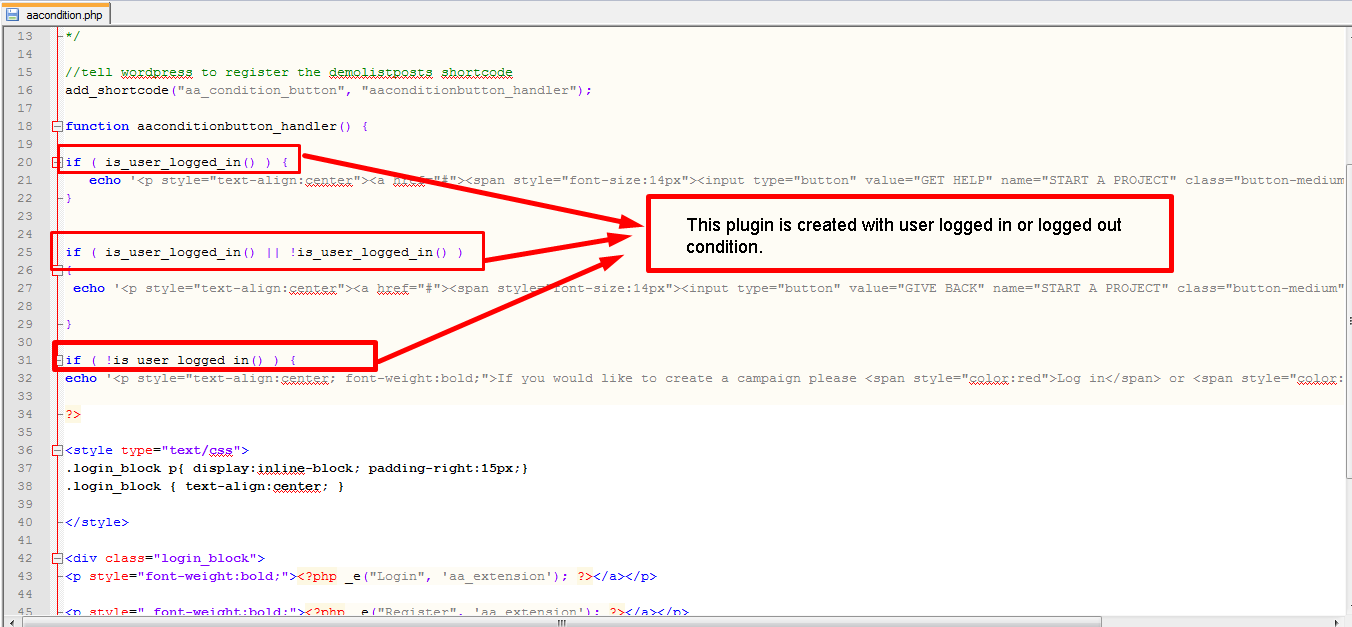 aacondition.php
13 */
14
15 //tell wordpress to register the demolistposts shortcode
16 add_shortcode("aa_condition_button", "aaconditionbutton_handler");
17
18 function aaconditionbutton_handler() {
19
20 if ( is_user_logged_in() ) {
21 echo '<p style="text-align:center"><a href="#"><span style="font-size:14px"><input type="button" value="GET HELP" name="START A PROJECT" class="button-medium
22 }
23
This plugin is created with user logged in or logged out
condition.
24
25 if ( is_user_logged_in() || !is_user_logged_in() )
26 {
27 echo '<p style="text-align:center"><a href="#"><span style="font-size:14px"><input type="button" value="GIVE BACK" name="START A PROJECT" class="button-medium"
28
29 }
30
31 if ( !is_user_logged_in() ) {
32 echo '<p style="text-align:center; font-weight:bold;">If you would like to create a campaign please <span style="color:red">Log in</span> or <span style="color:
33
34 ?>
35
36 <style type="text/css">
37 .login_block p{ display:inline-block; padding-right:15px;}
38 .login_block { text-align:center; }
39
40 </style>
41
42 <div class="login_block">
43 <p style="font-weight:bold;"><?php _e("Login", 'aa_extension'); ?></a></p>
44
45 <p style=" font-weight:bold;"><?php _e("Register", 'aa_extension'); ?></a></p>